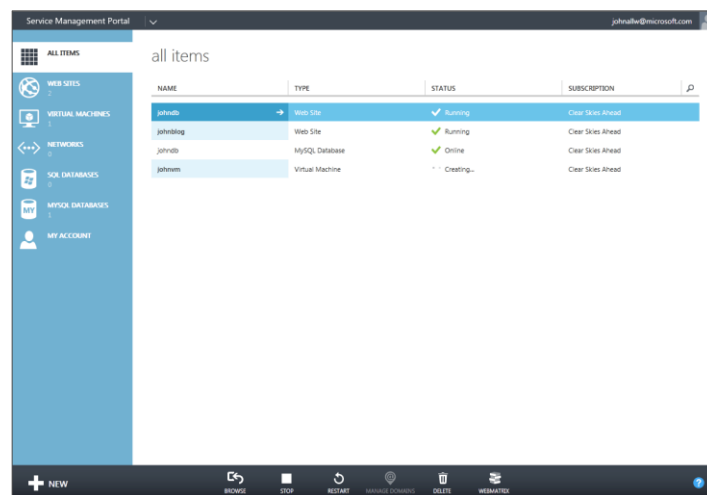 Service Management Portal
johnallw@microsoft.com
ALL ITEMS
WEB SITES
2
VIRTUAL MACHINES
1
NETWORKS
0
SQL DATABASES
0
MYSQL DATABASES
1
MY ACCOUNT
MY
all items
NAME TYPE STATUS SUBSCRIPTION
johndb Web Site Running Clear Skies Ahead
johnblog Web Site Running Clear Skies Ahead
johndb MySQL Database Online Clear Skies Ahead
johnvm Virtual Machine Creating... Clear Skies Ahead
NEW
BROWSE STOP RESTART MANAGE DOMAINS DELETE WEBMATRIX
?